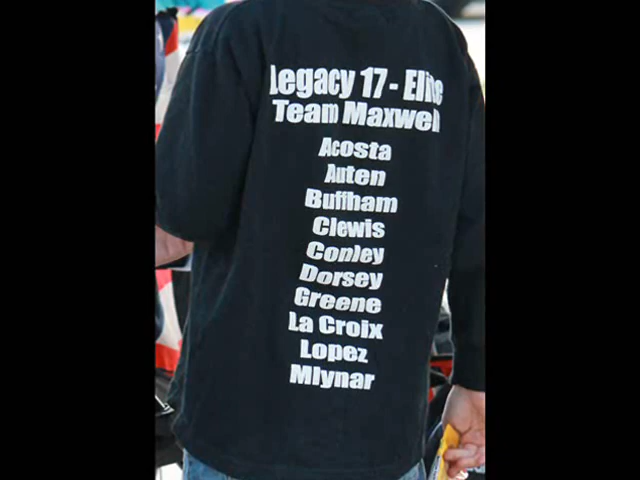 Legacy 17 - Elite
Team Maxwell
Acosta
Auten
Buffham
Clewis
Conley
Dorsey
Greene
La Croix
Lopez
Mlynar